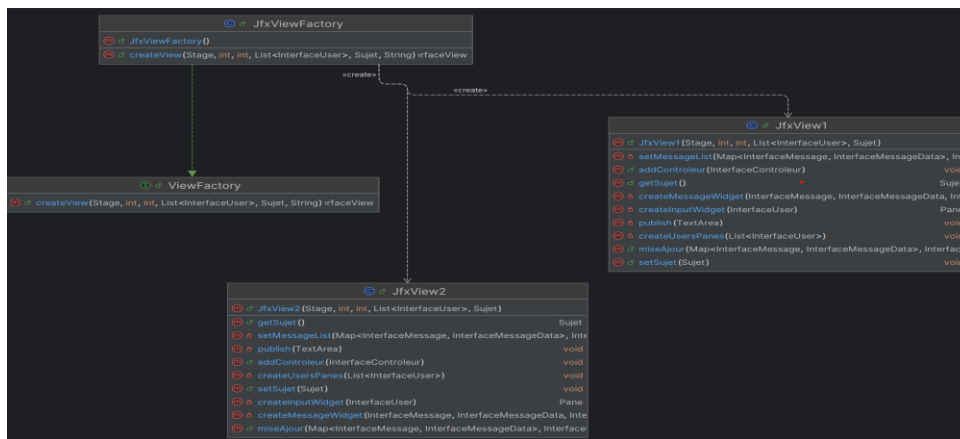 JfxViewFactory
JfxViewFactory()
createView(Stage, int, int, List<InterfaceUser>, Sujet, String) rfaceView
«create»
«create»
JfxView1
JfxView1(Stage, int, int, List<InterfaceUser>, Sujet)
setMessageList(Map<InterfaceMessage, InterfaceMessageData>, In
addControleur(InterfaceControleur) void
getSujet() Suje
createMessageWidget(InterfaceMessage, InterfaceMessageData, In
createInputWidget(InterfaceUser) Pan
publish(TextArea) void
createUsersPanes(List<InterfaceUser>) void
miseAjour(Map<InterfaceMessage, InterfaceMessageData>, Interfac
setSujet(Sujet) void
ViewFactory
createView(Stage, int, int, List<InterfaceUser>, Sujet, String) rfaceView
JfxView2
JfxView2(Stage, int, int, List<InterfaceUser>, Sujet)
getSujet() Sujet
setMessageList(Map<InterfaceMessage, InterfaceMessageData>, Inte
publish(TextArea) void
addControleur(InterfaceControleur) void
createUsersPanes(List<InterfaceUser>) void
setSujet(Sujet) void
createInputWidget(InterfaceUser) Pane
createMessageWidget(InterfaceMessage, InterfaceMessageData, Inte
miseAjour(Map<InterfaceMessage, InterfaceMessageData>, Interface